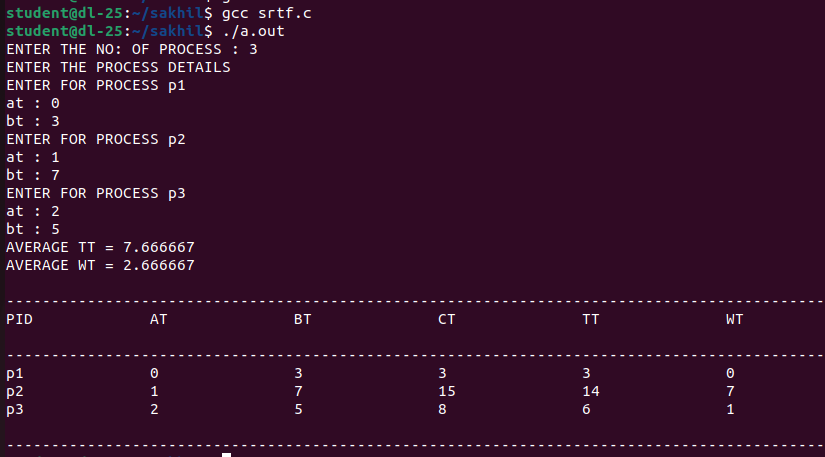 student@dl-25:~/sakhil$ gcc srtf.c
student@dl-25:~/sakhil$ ./a.out
ENTER THE NO: OF PROCESS : 3
ENTER THE PROCESS DETAILS
ENTER FOR PROCESS p1
at : 0
bt : 3
ENTER FOR PROCESS p2
at : 1
bt : 7
ENTER FOR PROCESS p3
at : 2
bt : 5
AVERAGE TT = 7.666667
AVERAGE WT = 2.666667
-------------------------------------------------------------------------------------------
PID AT BT CT TT WT
-------------------------------------------------------------------------------------------
p1 0 3 3 3 0
p2 1 7 15 14 7
p3 2 5 8 6 1
-------------------------------------------------------------------------------------------